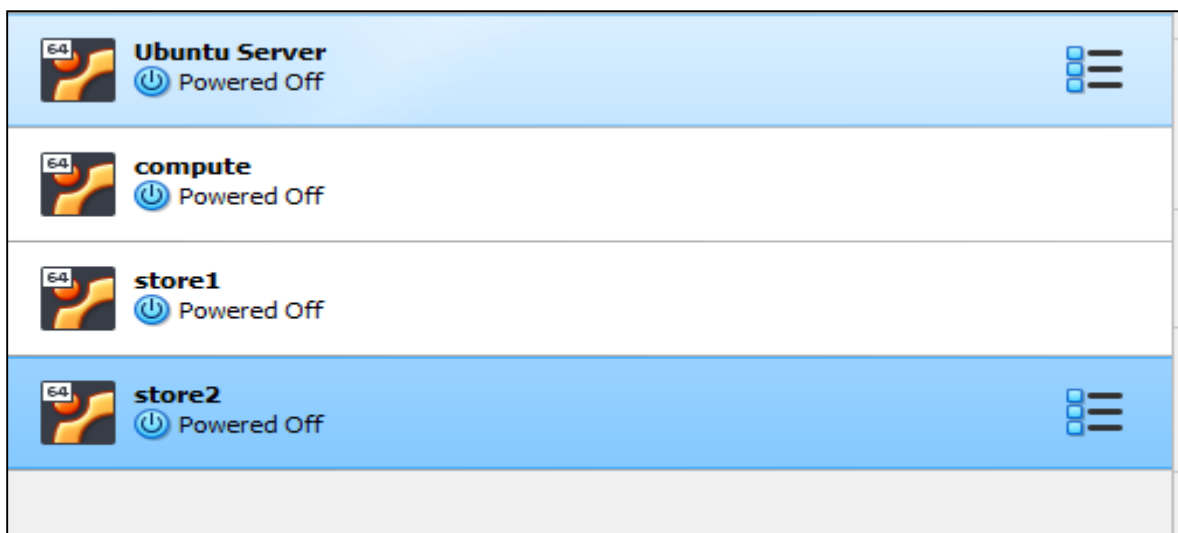 64
Ubuntu Server
Powered Off
64
compute
Powered Off
64
store1
Powered Off
64
store2
Powered Off